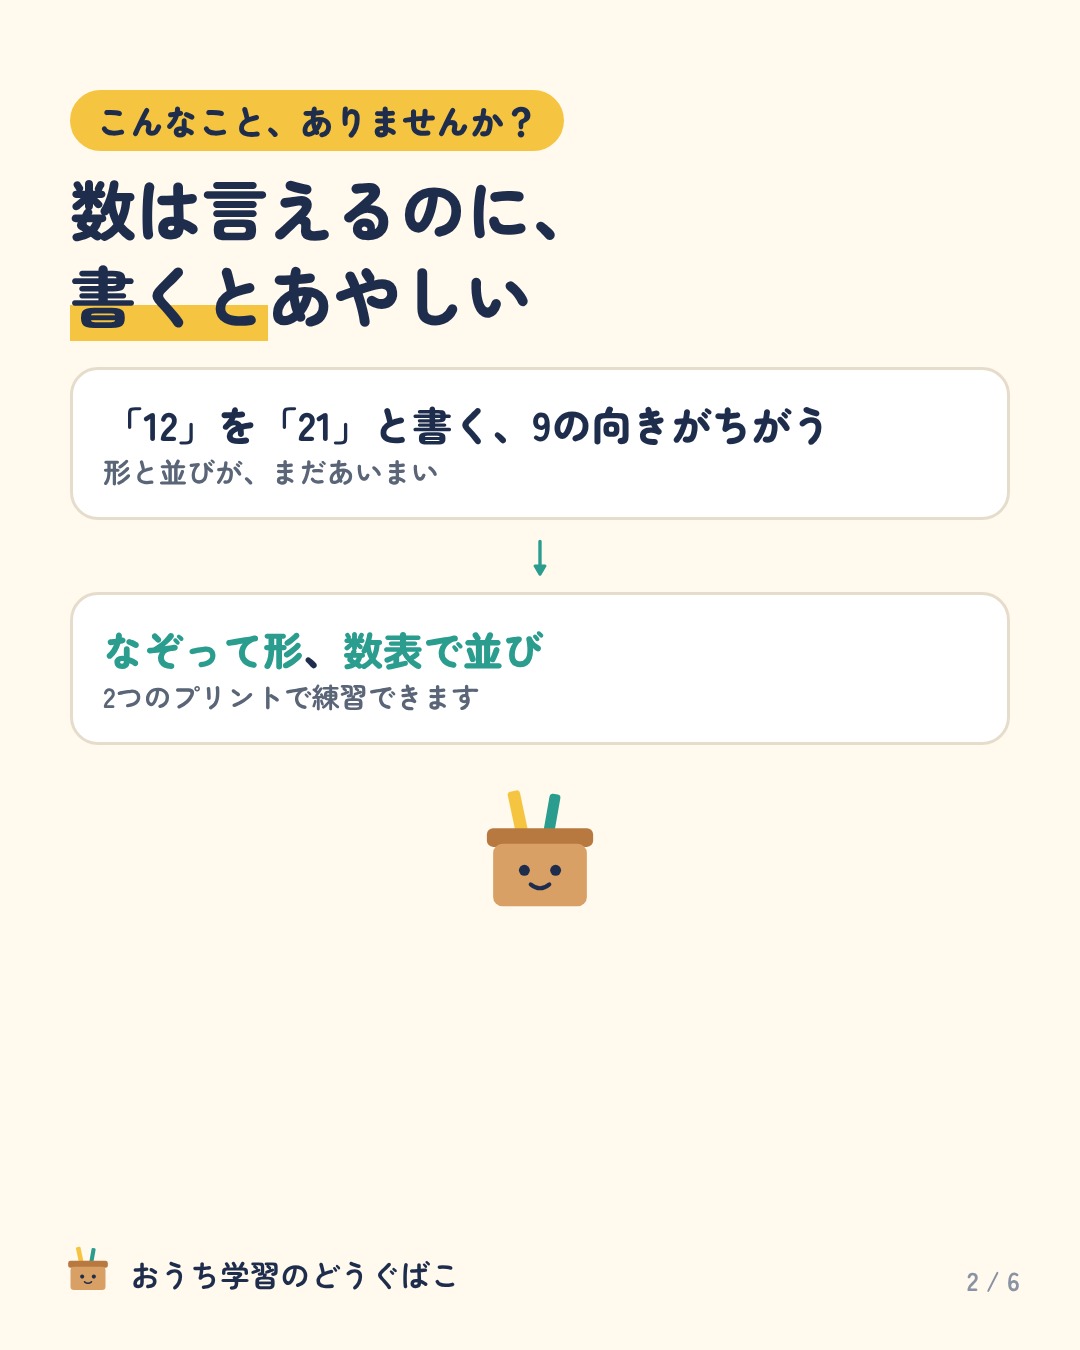 こんなこと、ありませんか？
数は言えるのに、
書くとあやしい
「12」を「21」と書く、9の向きがちがう
形と並びが、まだあいまい
↓
なぞって形、数表で並び
2つのプリントで練習できます
おうち学習のどうぐばこ
2 / 6